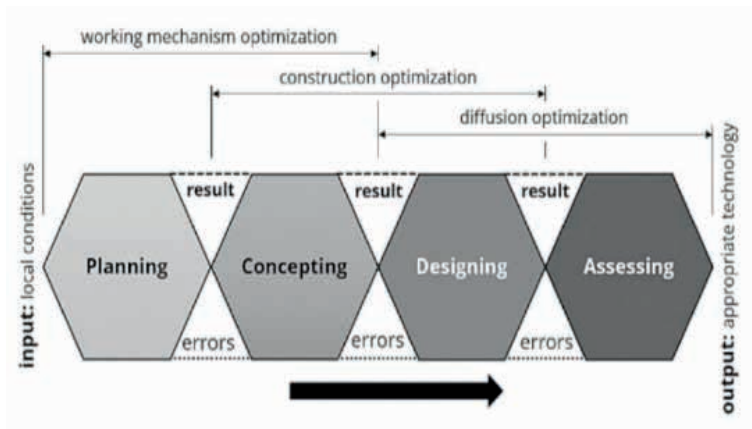 working mechanism optimization
construction optimization
diffusion optimization
input: local conditions
result
result
result
Planning
Concepting
Designing
Assessing
errors
errors
errors
output: appropriate technology